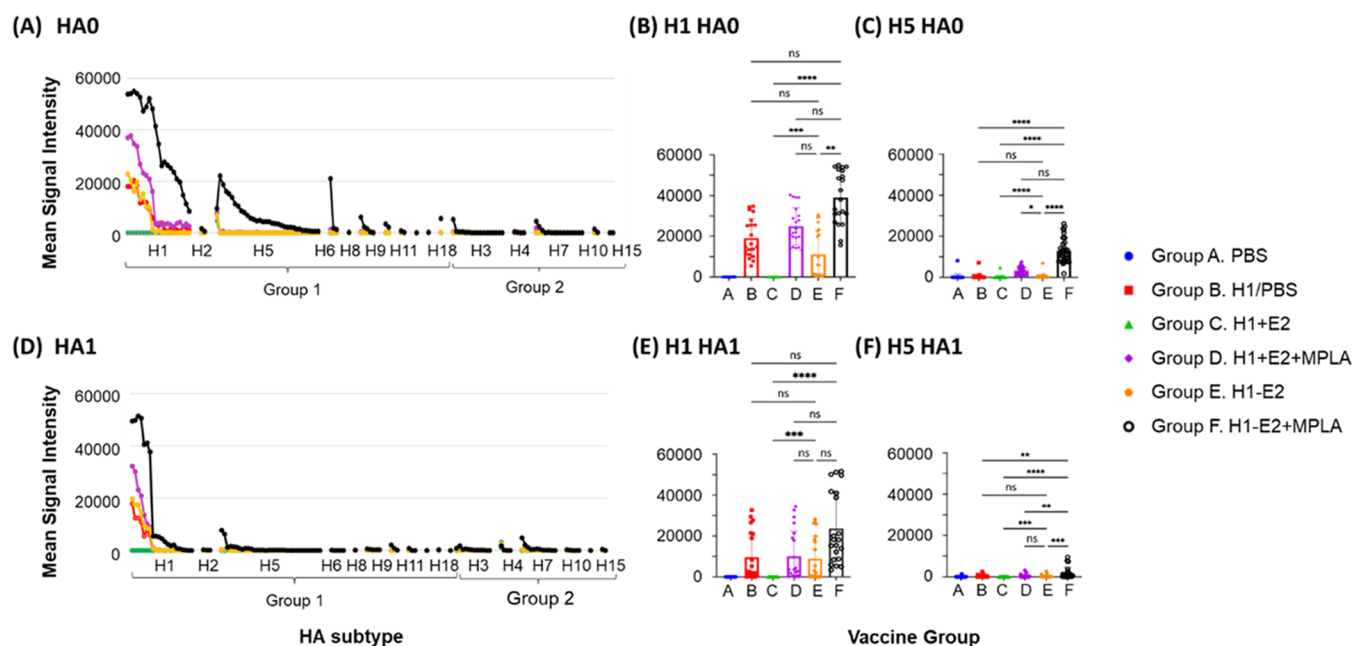 (A) HA0
Mean Signal Intensity
60000
40000
20000
0
H1 H2 H5 H6 H8 H9 H11 H18 H3 H4 H7 H10 H15
Group 1
Group 2
(B) H1 HA0
ns
****
ns
ns
***
ns **
60000
40000
20000
0
A B C D E F
(C) H5 HA0
****
****
ns
ns
****
* ****
60000
40000
20000
0
A B C D E F
Group A. PBS
Group B. H1/PBS
Group C. H1+E2
Group D. H1+E2+MPLA
Group E. H1-E2
Group F. H1-E2+MPLA
(D) HA1
Mean Signal Intensity
60000
40000
20000
0
H1 H2 H5 H6 H8 H9 H11 H18 H3 H4 H7 H10 H15
Group 1
Group 2
HA subtype
(E) H1 HA1
ns
****
ns
ns
***
ns ns
60000
40000
20000
0
A B C D E F
(F) H5 HA1
**
****
ns
**
***
ns ***
60000
40000
20000
0
A B C D E F
Vaccine Group